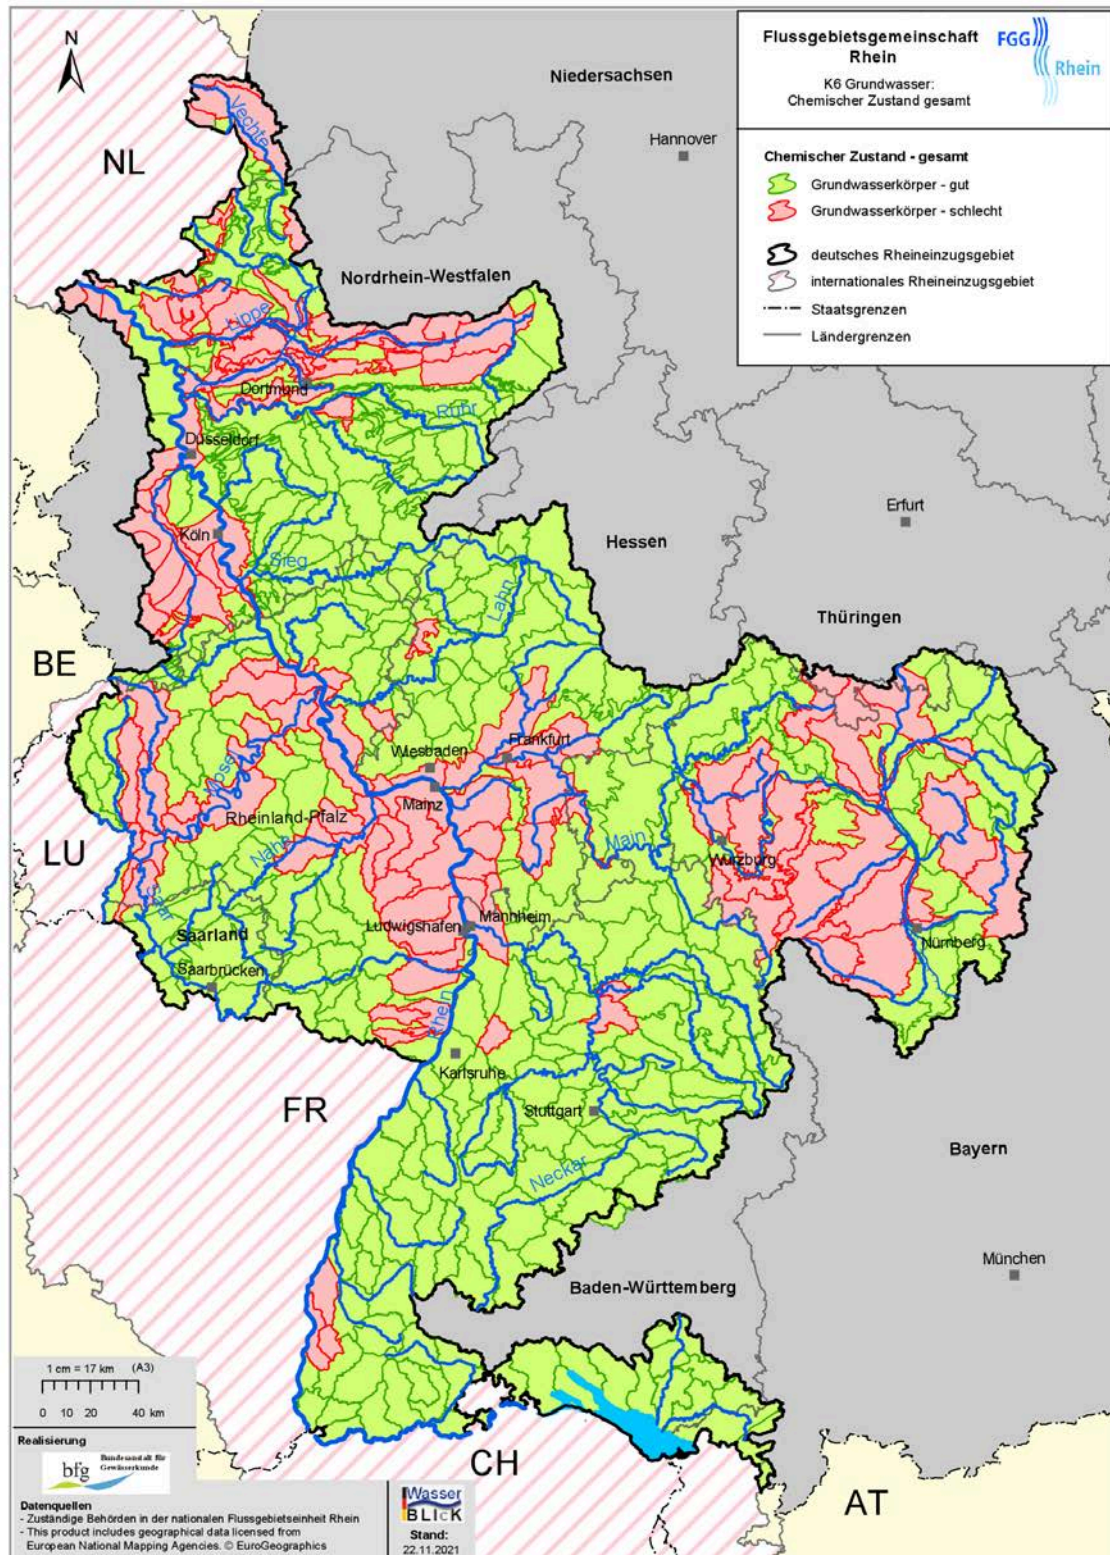 Flussgebietsgemeinschaft
Rhein
FGG
Rhein
K6 Grundwasser:
Chemischer Zustand gesamt
Chemischer Zustand - gesamt
Grundwasserkörper - gut
Grundwasserkörper - schlecht
deutsches Rheineinzugsgebiet
internationales Rheineinzugsgebiet
Staatsgrenzen
Ländergrenzen
N
Niedersachsen
Hannover
Vechte
NL
Nordrhein-Westfalen
Lippe
Dortmund
Ruhr
Düsseldorf
Erfurt
Köln
Hessen
Sieg
Lahn
Thüringen
BE
Wiesbaden
Frankfurt
Mosel
Mainz
Rheinland-Pfalz
LU
Nahe
Main
Würzburg
Saar
Mannheim
Ludwigshafen
Saarland
Nürnberg
Saarbrücken
Rhein
Karlsruhe
FR
Stuttgart
Bayern
Neckar
München
Baden-Württemberg
CH
AT
1 cm = 17 km (A3)
0 10 20 40 km
Realisierung
bfg
Bundesanstalt für
Gewässerkunde
Datenquellen
- Zuständige Behörden in der nationalen Flussgebietseinheit Rhein
- This product includes geographical data licensed from
European National Mapping Agencies. © EuroGeographics
Wasser
BLIcK
Stand:
22.11.2021